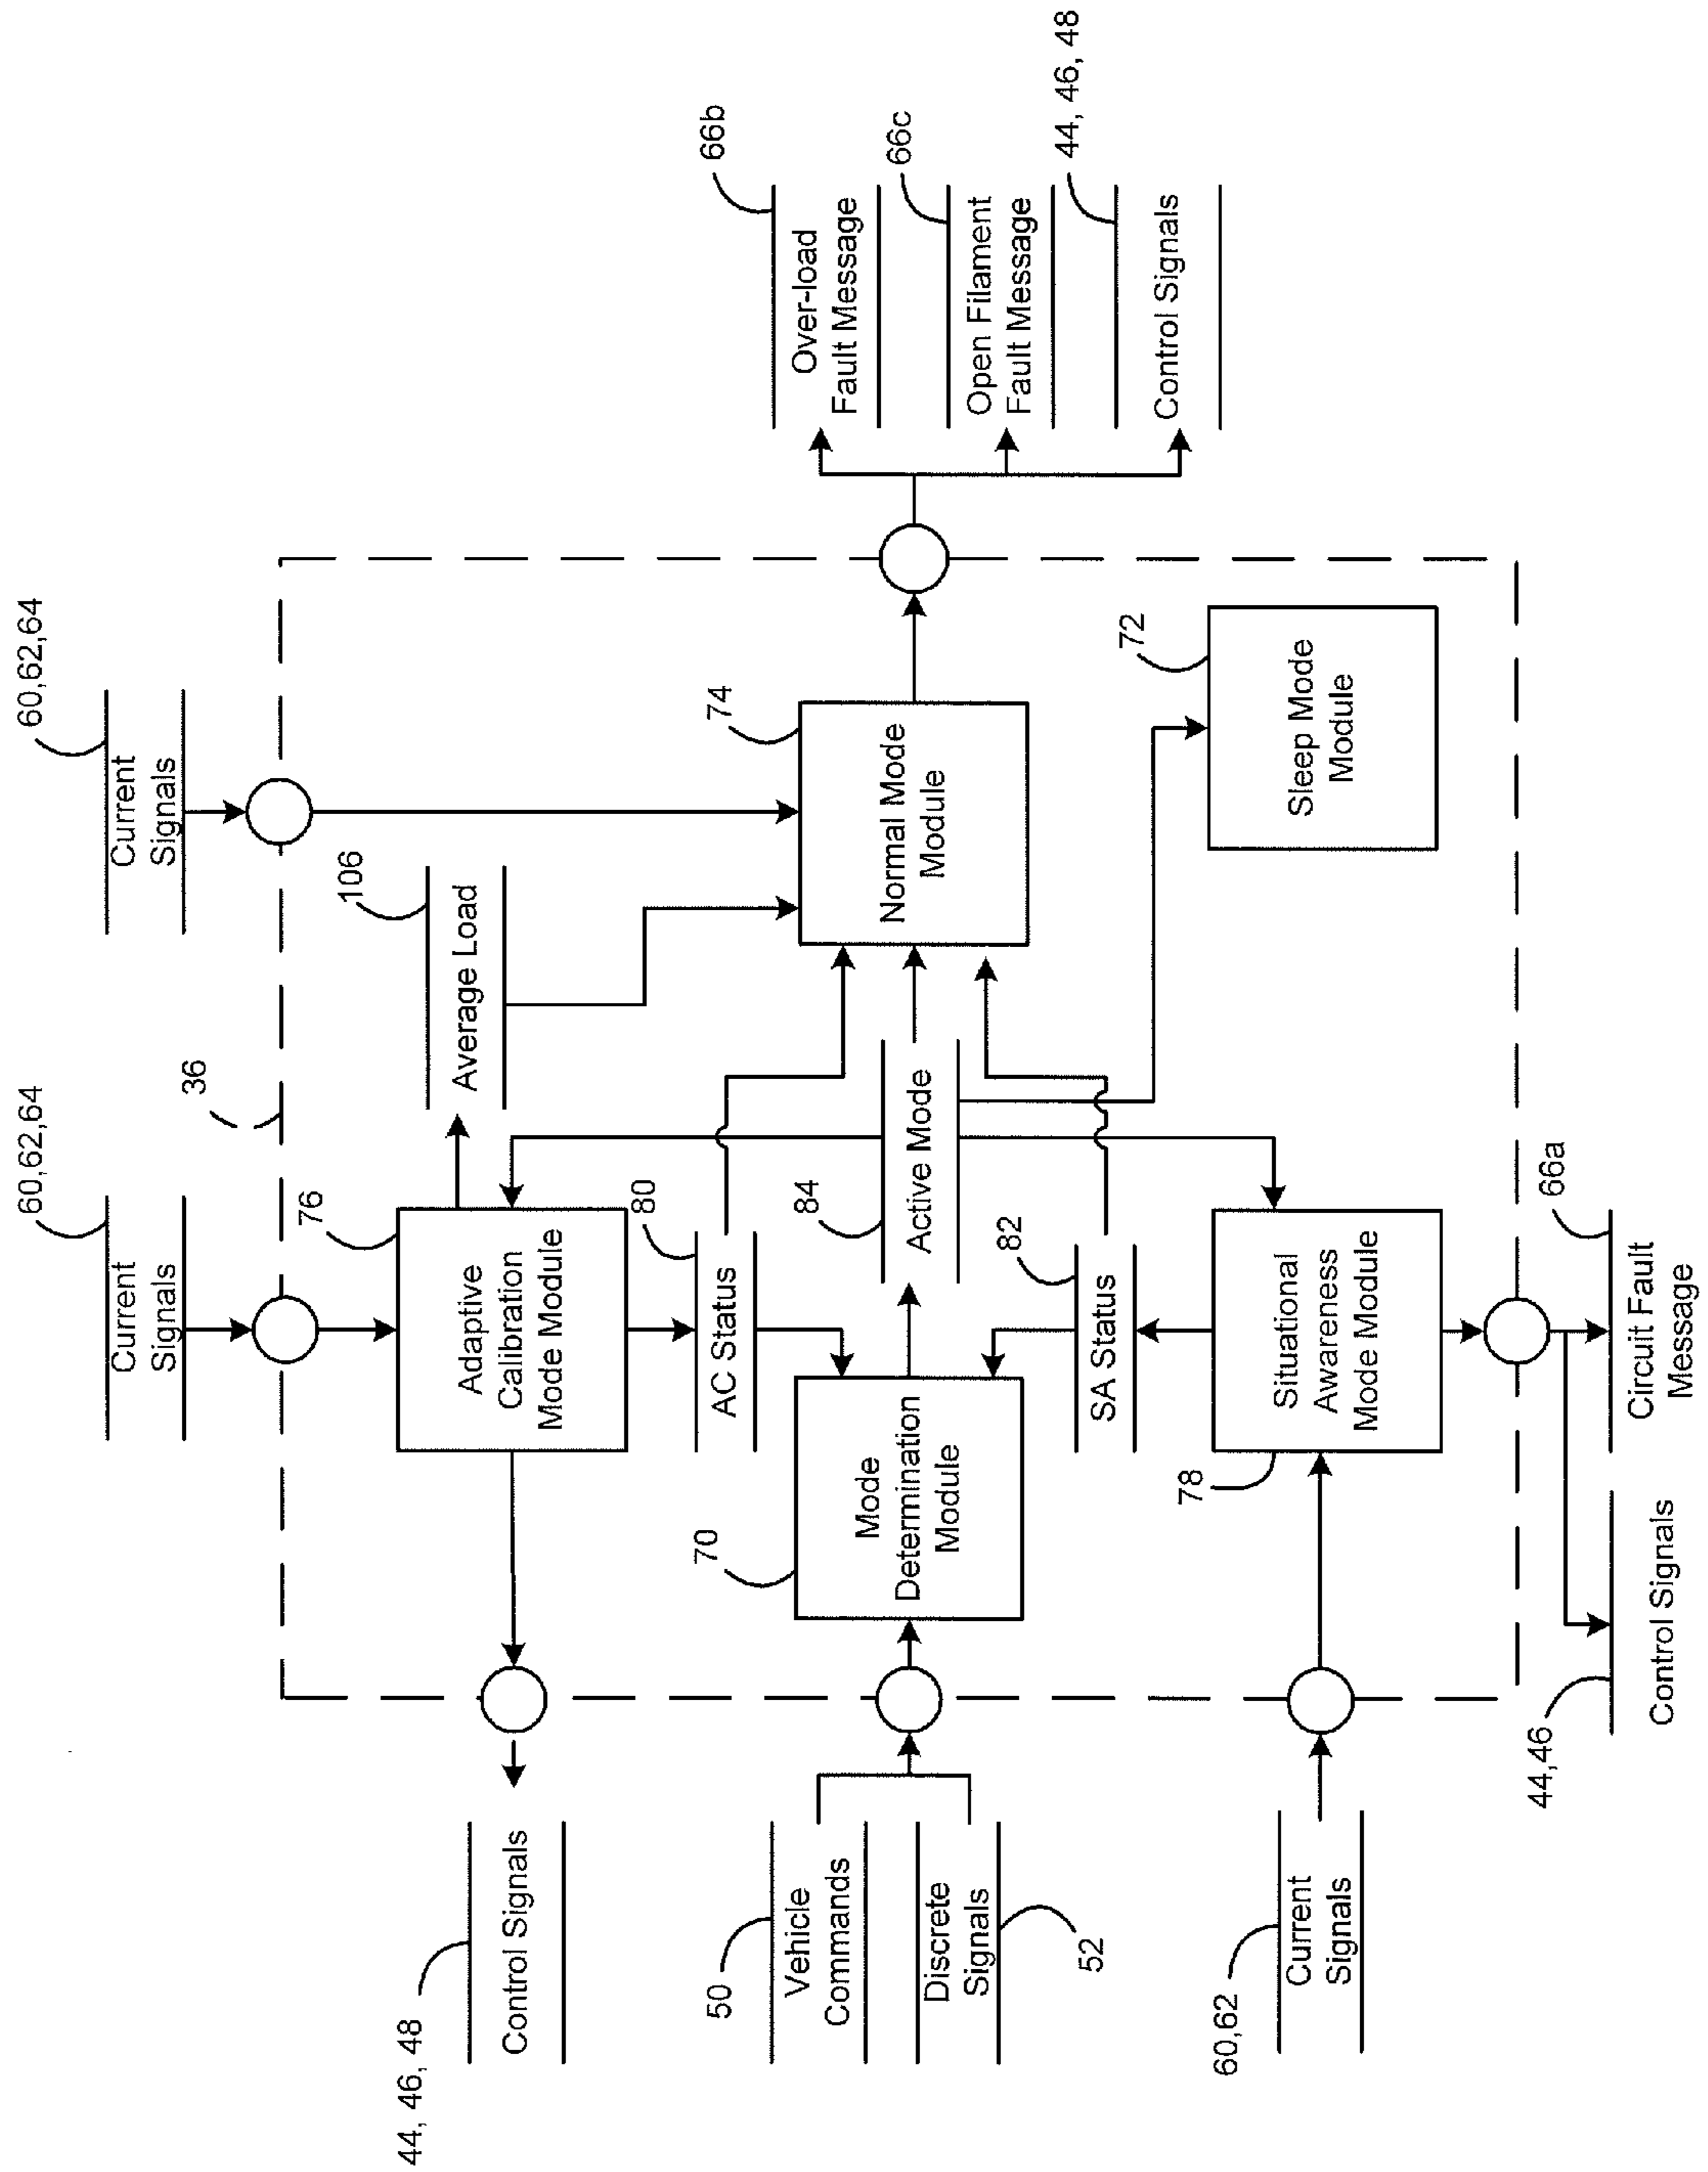 44, 46, 48
Control Signals
60,62,64
Current
Signals
36
60,62,64
Current
Signals
76
Adaptive
Calibration
Mode Module
106
Average Load
80
AC Status
50
Vehicle
Commands
Discrete
Signals
52
70
Mode
Determination
Module
84
Active Mode
74
Normal Mode
Module
66b
Over-load
Fault Message
66c
Open Filament
Fault Message
44, 46, 48
Control Signals
82
SA Status
72
Sleep Mode
Module
60,62
Current
Signals
78
Situational
Awareness
Mode Module
44,46
Control Signals
66a
Circuit Fault
Message